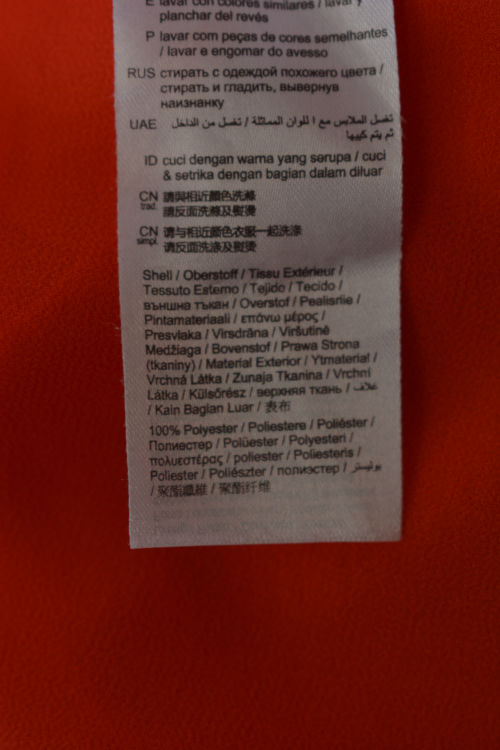 E lavar con colores similares / lavar y
planchar del revés
P lavar com peças de cores semelhantes
/ lavar e engomar do avesso
RUS стирать с одеждой похожего цвета /
стирать и гладить, вывернув
наизнанку
UAE تغسل الملابس مع ا للوان المماثلة / تغسل من الداخل
ثم يتم كيها
ID cuci dengan warna yang serupa / cuci
& setrika dengan bagian dalam diluar
CN trad. 請與相近顏色洗滌
請反面洗滌及熨燙
CN simpl. 请与相近颜色衣服一起洗涤
请反面洗涤及熨烫
Shell / Oberstoff / Tissu Extérieur /
Tessuto Esterno / Tejido / Tecido /
външна тъкан / Overstof / Pealisriie /
Pintamateriaali / επάνω μέρος /
Presvlaka / Virsdrāna / Viršutinė
Medžiaga / Bovenstof / Prawa Strona
(tkaniny) / Material Exterior / Ytmaterial /
Vrchná Látka / Zunaja Tkanina / Vrchní
Látka / Külsőrész / верхняя ткань / غلاف
/ Kain Bagian Luar / 表布
100% Polyester / Poliestere / Poliéster /
Полиестер / Polüester / Polyesteri /
πολυεστέρας / poliester / Poliesteris /
Poliester / Poliészter / полиэстер / بوليستر
/ 聚酯纖維 / 聚酯纤维